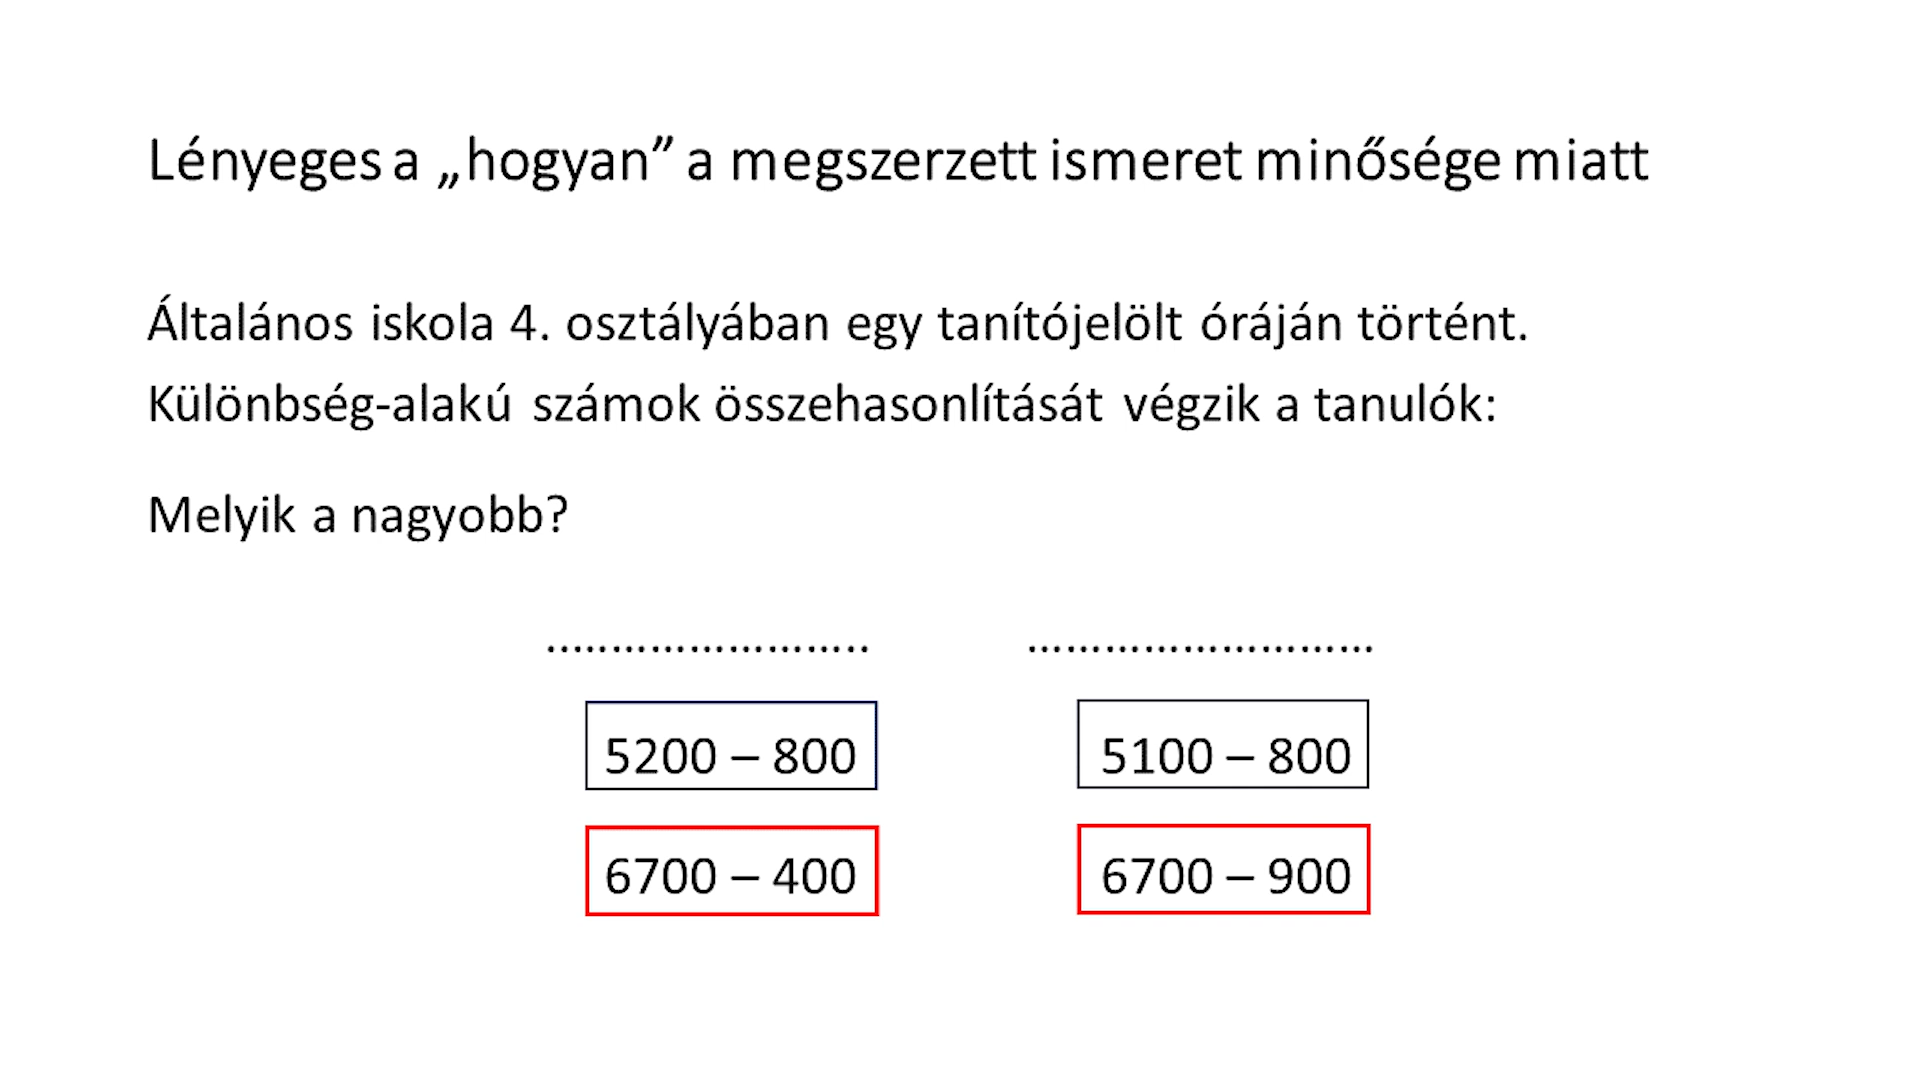 Lényeges a „hogyan” a megszerzett ismeret minősége miatt
Általános iskola 4. osztályában egy tanítójelölt óráján történt.
Különbség-alakú számok összehasonlítását végzik a tanulók:
Melyik a nagyobb?
........................ ...........................
5200 – 800 5100 – 800
6700 – 400 6700 – 900